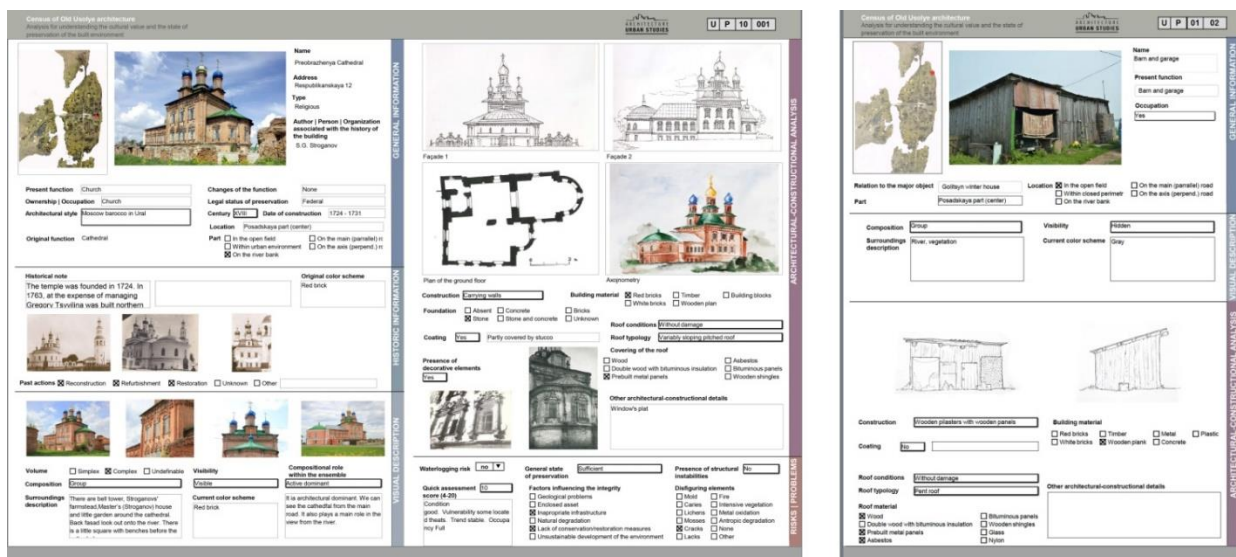 Census of Old Usolye architecture
Analysis for understanding the cultural value and the state of
preservation of the built environment
ARCHITECTURE
URBAN STUDIES
U P 10 001
Name
Preobrazhenya Cathedral
Address
Respublikanskaya 12
Type
Religious
Author | Person | Organization
associated with the history of
the building
S.G. Stroganov
GENERAL INFORMATION
Present function Church
Ownership | Occupation Church
Architectural style Moscow barocco in Ural
Original function Cathedral
Changes of the function None
Legal status of preservation Federal
Century XVIII Date of construction 1724 - 1731
Location Posadskaya part (center)
Part In the open field On the main (parrallel) r
Within urban environment On the axis (perpend.) r
On the river bank
Historical note
The temple was founded in 1724. In
1763, at the expense of managing
Gregory Tsyvilina was built northern
Original color scheme
Red brick
HISTORIC INFORMATION
Past actions Reconstruction Refurbishment Restoration Unknown Other
Volume Simplex Complex Undefinable
Composition Group
Visibility
Visible
Compositional role
within the ensemble
Active dominant
Surroundings
description
There are bell tower, Stroganovs'
farmstead,Mester's (Stroganov) house
and little garden around the cathedral.
Back fasad look out onto the river. There
is a little square with benches before the
Current color scheme
Red brick
It is architectural dominant. We can
see the cathedfal from the main
road. It also plays a main role in the
view from the river.
VISUAL DESCRIPTION
Façade 1
Façade 2
Plan of the ground floor
Axojnometry
Construction Carrying walls
Building material Red bricks Timber Building blocks
White bricks Wooden plan
Foundation Absent Concrete Bricks
Stone Stone and concrete Unknown
Roof conditions Without damage
Coating Yes Partly covered by stucco
Roof typology Variably sloping pitched roof
Presence of
decorative elements
Yes
Covering of the roof
Wood Asbestos
Double wood with bituminous insulation Bituminous panels
Prebuilt metal panels Wooden shingles
Other architectural-constructional details
Window's plat
ARCHITECTURAL-CONSTRUCTIONAL ANALYSIS
Waterlogging risk no
General state
of preservation
Sufficient
Presence of structural
instabilities
No
Quick assessment
score (4-20)
10
Condition
good. Vulnerability some locate
d threats. Trend stable. Occupa
ncy Full
Factors influencing the integrity
Geological problems
Enclosed asset
Inappropriate infrastructure
Natural degradation
Lack of conservation/restoration measures
Unsustainable development of the environment
Disfiguring elements
Mold Fire
Caries Intensive vegetation
Lichens Metal oxidation
Mosses Antropic degradation
Cracks None
Lacks Other
RISKS | PROBLEMS
Census of Old Usolye architecture
Analysis for understanding the cultural value and the state of
preservation of the built environment
ARCHITECTURE
URBAN STUDIES
U P 01 02
Name
Barn and garage
Present function
Barn and garage
Occupation
Yes
GENERAL INFORMATION
Relation to the major object Golitsyn winter house
Part Posadskaya part (center)
Location In the open field On the main (parrallel) road
Within closed perimetr On the axis (perpend.) road
On the river bank
Composition Group
Visibility Hidden
Surroundings
description
River, vegetation
Current color scheme Gray
VISUAL DESCRIPTION
Construction Wooden pilasters with wooden panels
Building material
Red bricks Timber Metal Plastic
White bricks Wooden plank Concrete
Coating No
Roof conditions Without damage
Roof typology Pent roof
Other architectural-constructional details
Roof material
Wood Bituminous panels
Double wood with bituminous insulation Wooden shingles
Prebuilt metal panels Glass
Asbestos Nylon
ARCHITECTURAL-CONSTRUCTIONAL ANALYSIS